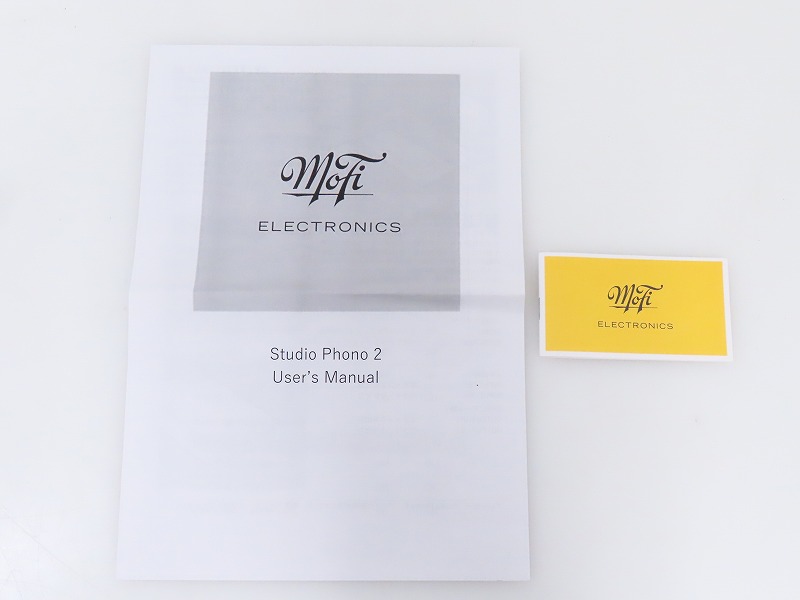 MoFi
ELECTRONICS
Studio Phono 2
User's Manual
MoFi
ELECTRONICS